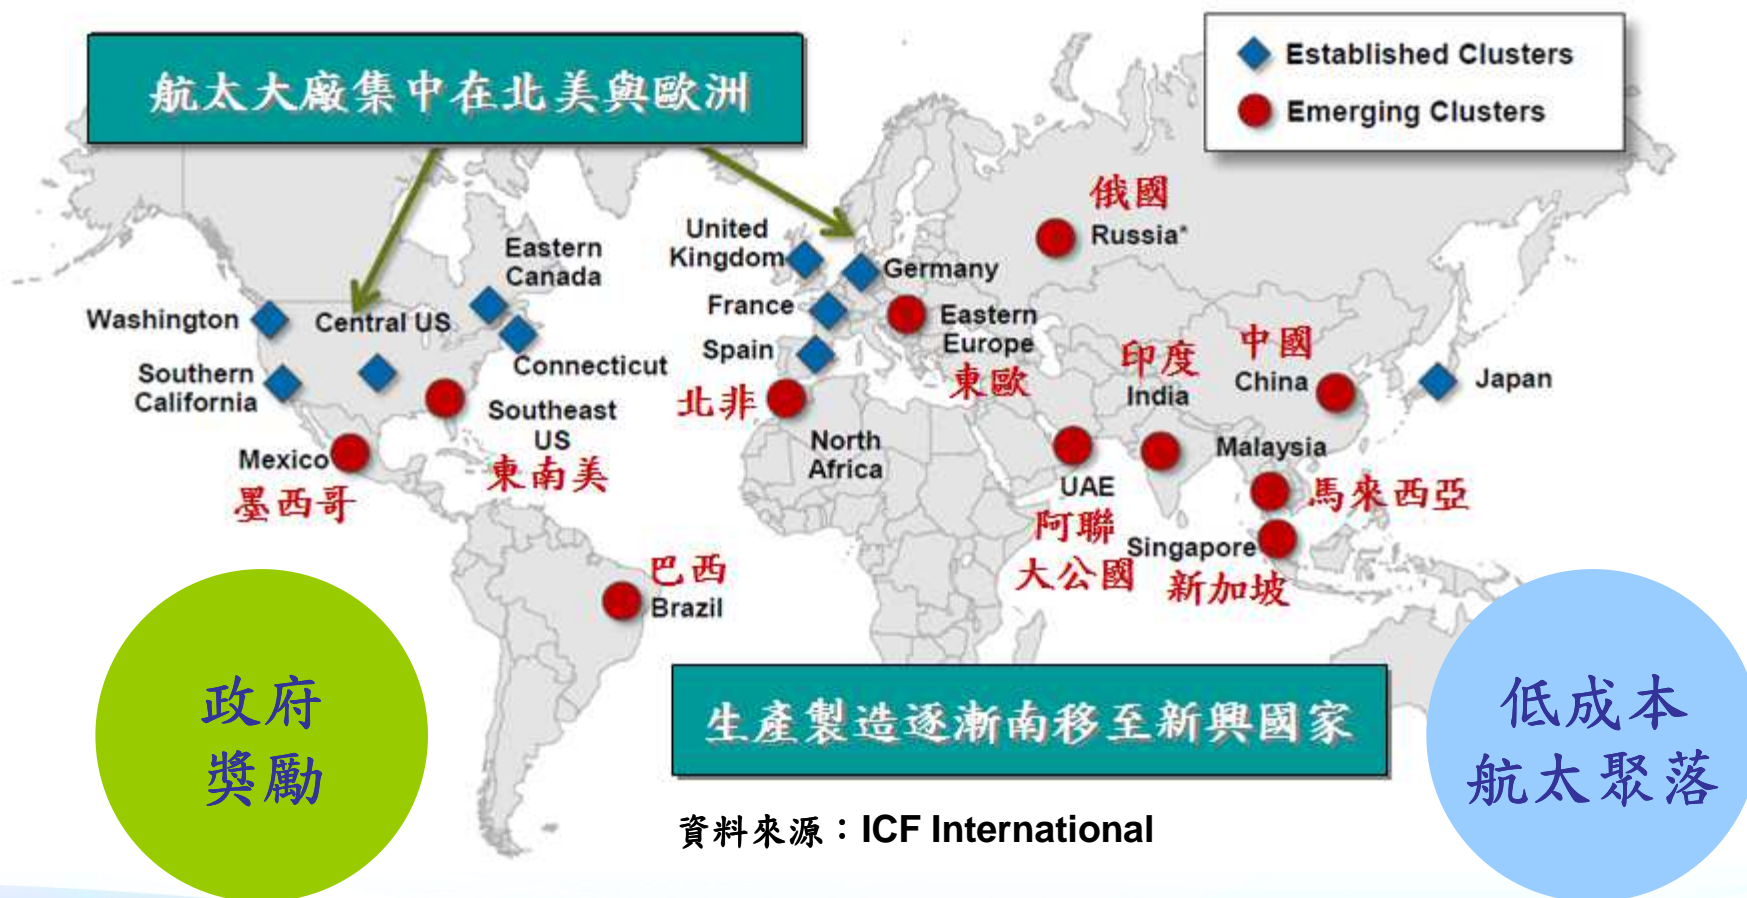 航太大廠集中在北美與歐洲
Established Clusters
Emerging Clusters
俄國
Russia*
United
Kingdom
Germany
Eastern
Canada
France
Washington
Central US
Eastern
Europe
東歐
Spain
Connecticut
Southern
California
印度
India
中國
China
Japan
北非
North
Africa
Southeast
US
東南美
Mexico
墨西哥
Malaysia
馬來西亞
UAE
阿聯
大公國
Singapore
新加坡
巴西
Brazil
政府
獎勵
生產製造逐漸南移至新興國家
低成本
航太聚落
資料來源：ICF International